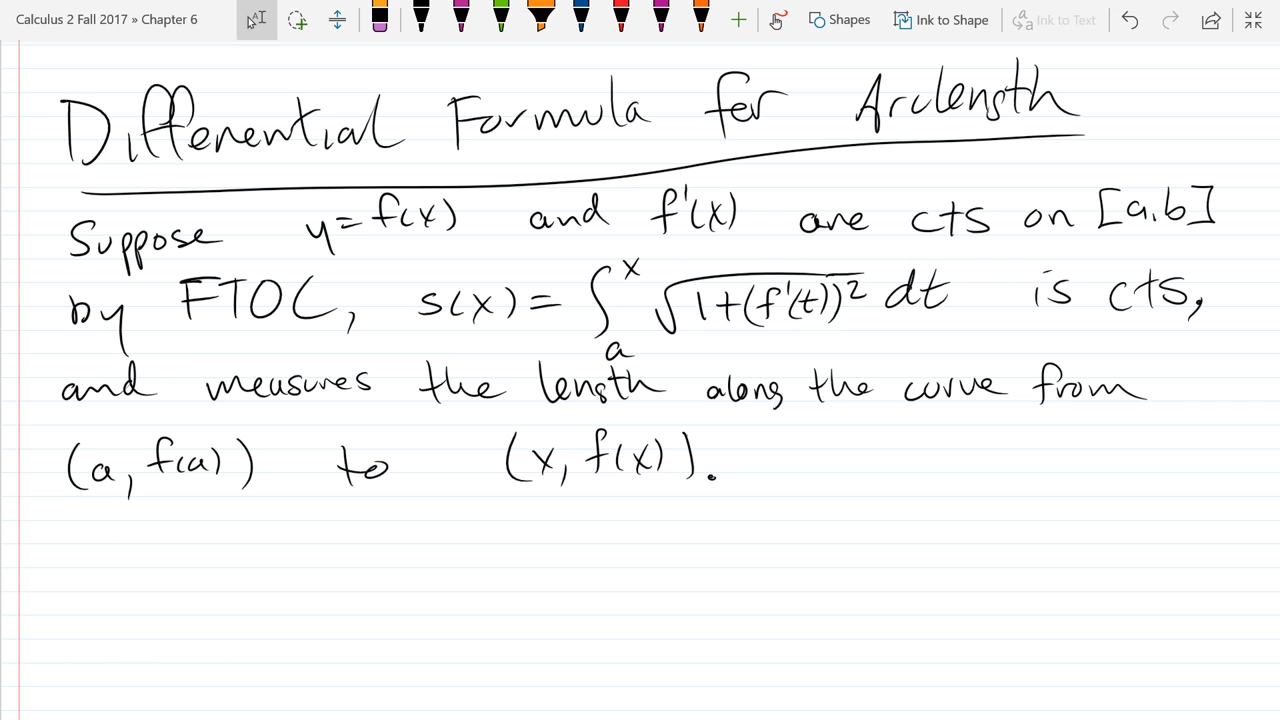 Calculus 2 Fall 2017 » Chapter 6
Shapes
Ink to Shape
Ink to Text
Differential Formula for Arclength
Suppose y=f(x) and f'(x) are cts on [a,b]
by FTOC, s(x) = ∫ₐˣ √(1+(f'(t))²) dt is cts,
and measures the length along the curve from
(a, f(a)) to (x, f(x)).